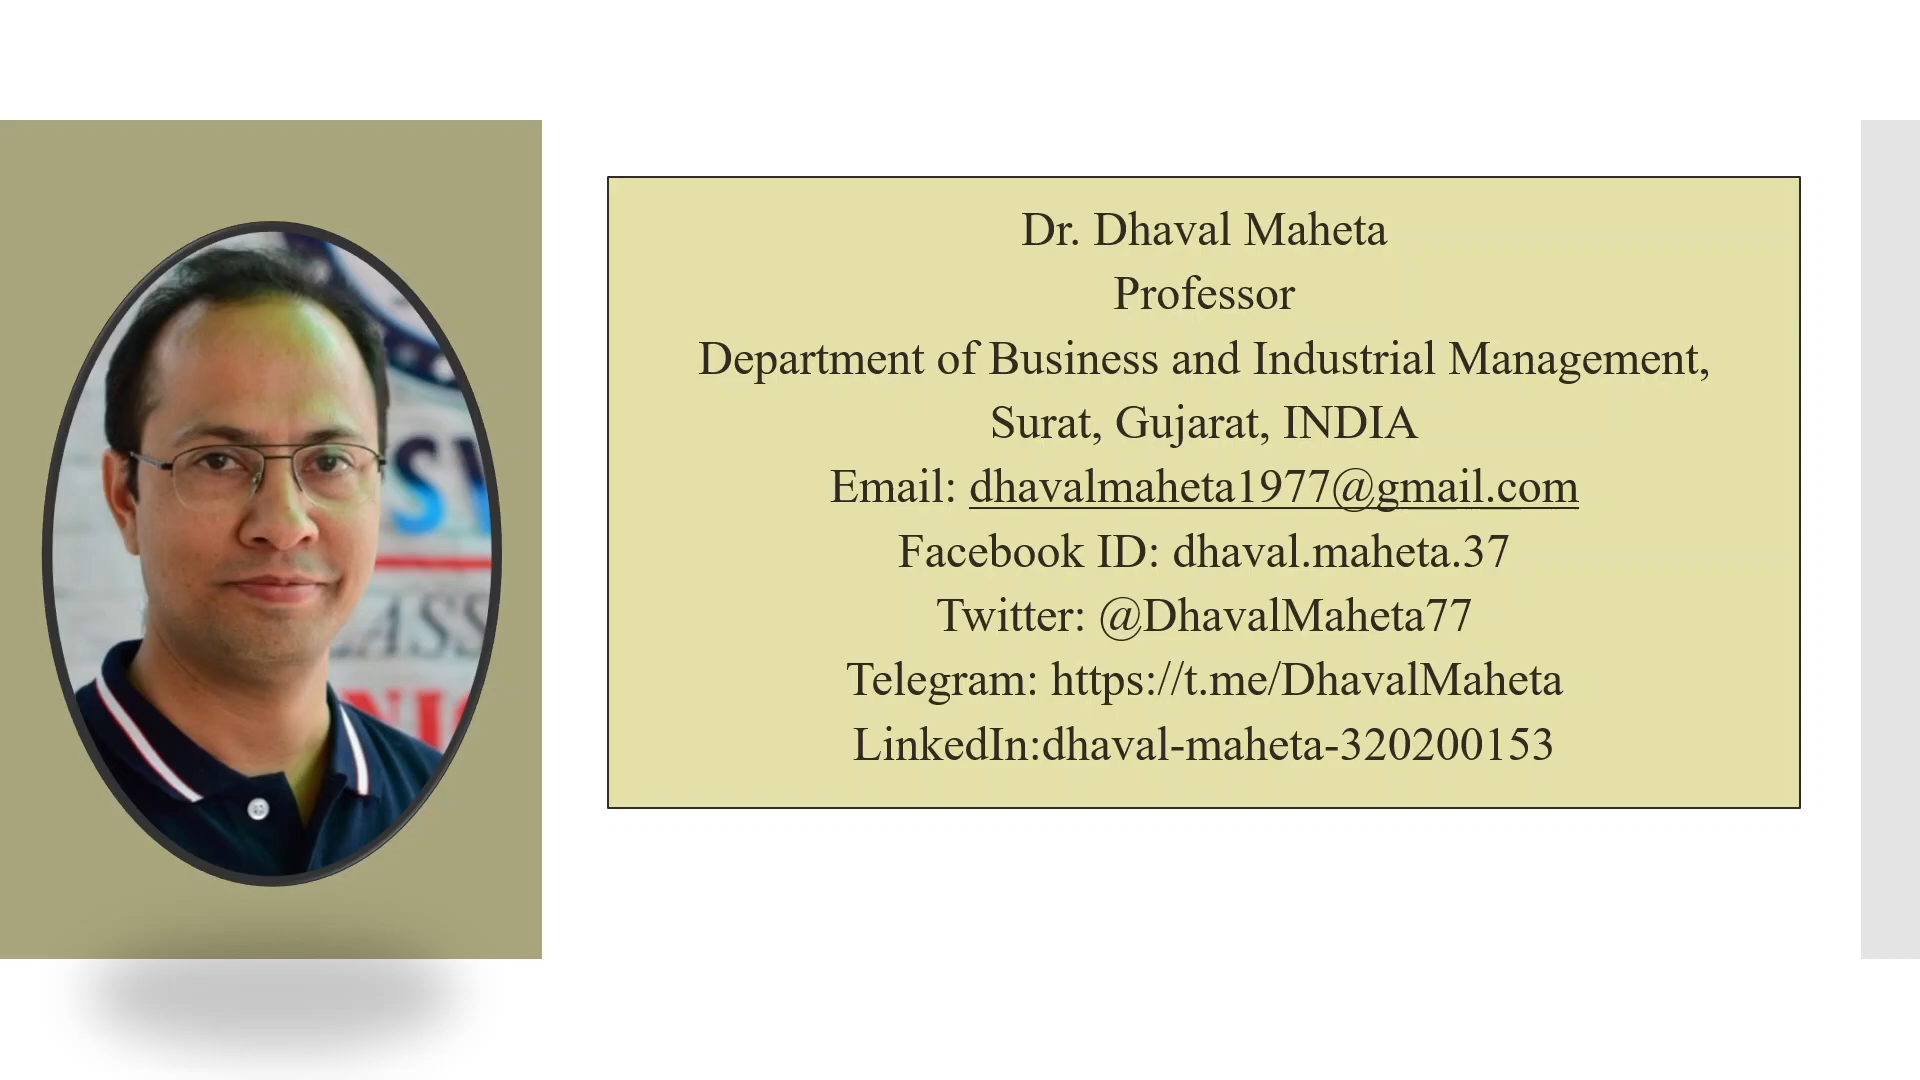 Dr. Dhaval Maheta
Professor
Department of Business and Industrial Management,
Surat, Gujarat, INDIA
Email: dhavalmaheta1977@gmail.com
Facebook ID: dhaval.maheta.37
Twitter: @DhavalMaheta77
Telegram: https://t.me/DhavalMaheta
LinkedIn:dhaval-maheta-320200153